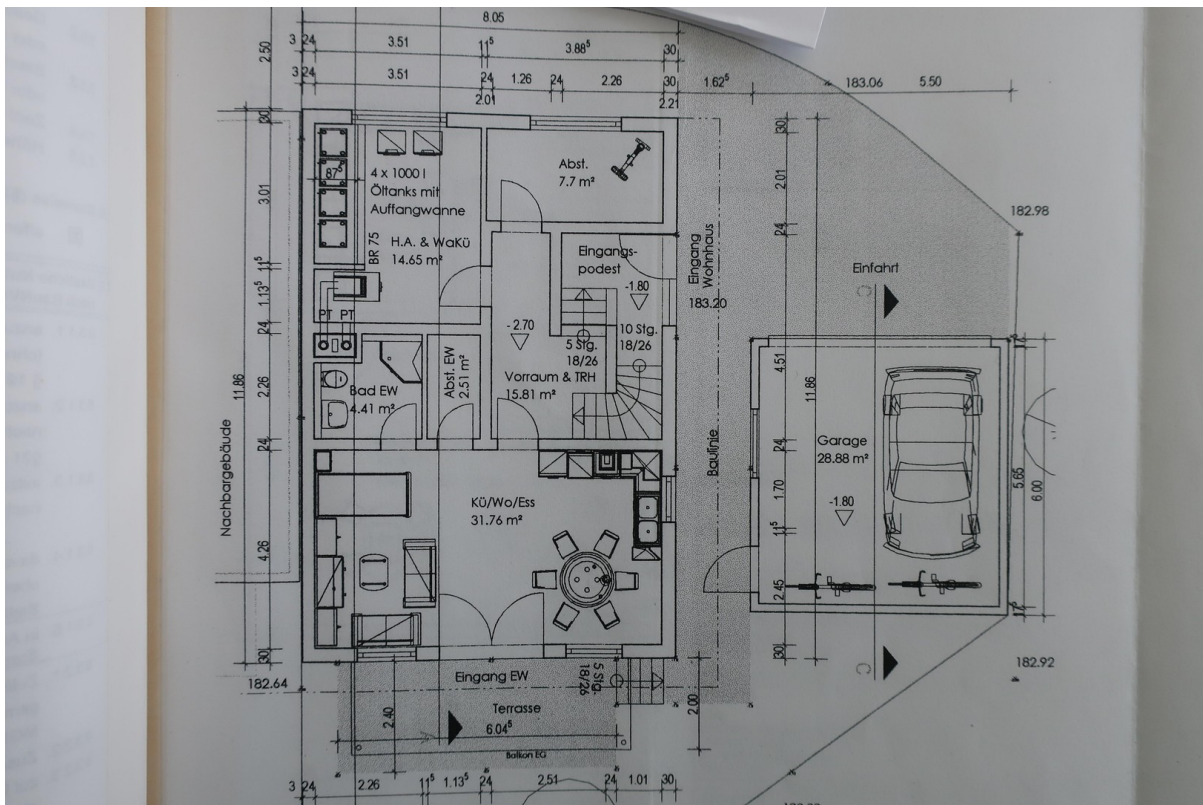 8.05
3 24 3.51 11⁵ 3.88⁵ 30
3 24 3.51 24 1.26 24 2.26 30 1.62⁵ 183.06 5.50
2.01 2.21
2.50
30
3.01
11⁵
1.13⁵
24
2.26
24
4.26
30
11.86
Nachbargebäude
182.64
87⁵
4 x 1000 l
Öltanks mit
Auffangwanne
BR 75
H.A. & WaKü
14.65 m²
PT PT
Abst.
7.7 m²
Eingangs-
podest
-1.80
-2.70
5 Stg.
18/26
10 Stg.
18/26
Vorraum & TRH
15.81 m²
Abst. EW
2.51 m²
Bad EW
4.41 m²
Kü/Wo/Ess
31.76 m²
Eingang
Wohnhaus
183.20
Baulinie
30
2.01
24
4.51
11.86
24
1.70
11⁵
2.45
30
182.98
Einfahrt
C
Garage
28.88 m²
-1.80
17
5.65
6.00
17
C
182.92
Eingang EW
5 Stg.
18/26
Terrasse
6.04⁵
2.40
2.00
A
Balkon EG
3 24 2.26 11⁵ 1.13⁵ 24 2.51 24 1.01 30